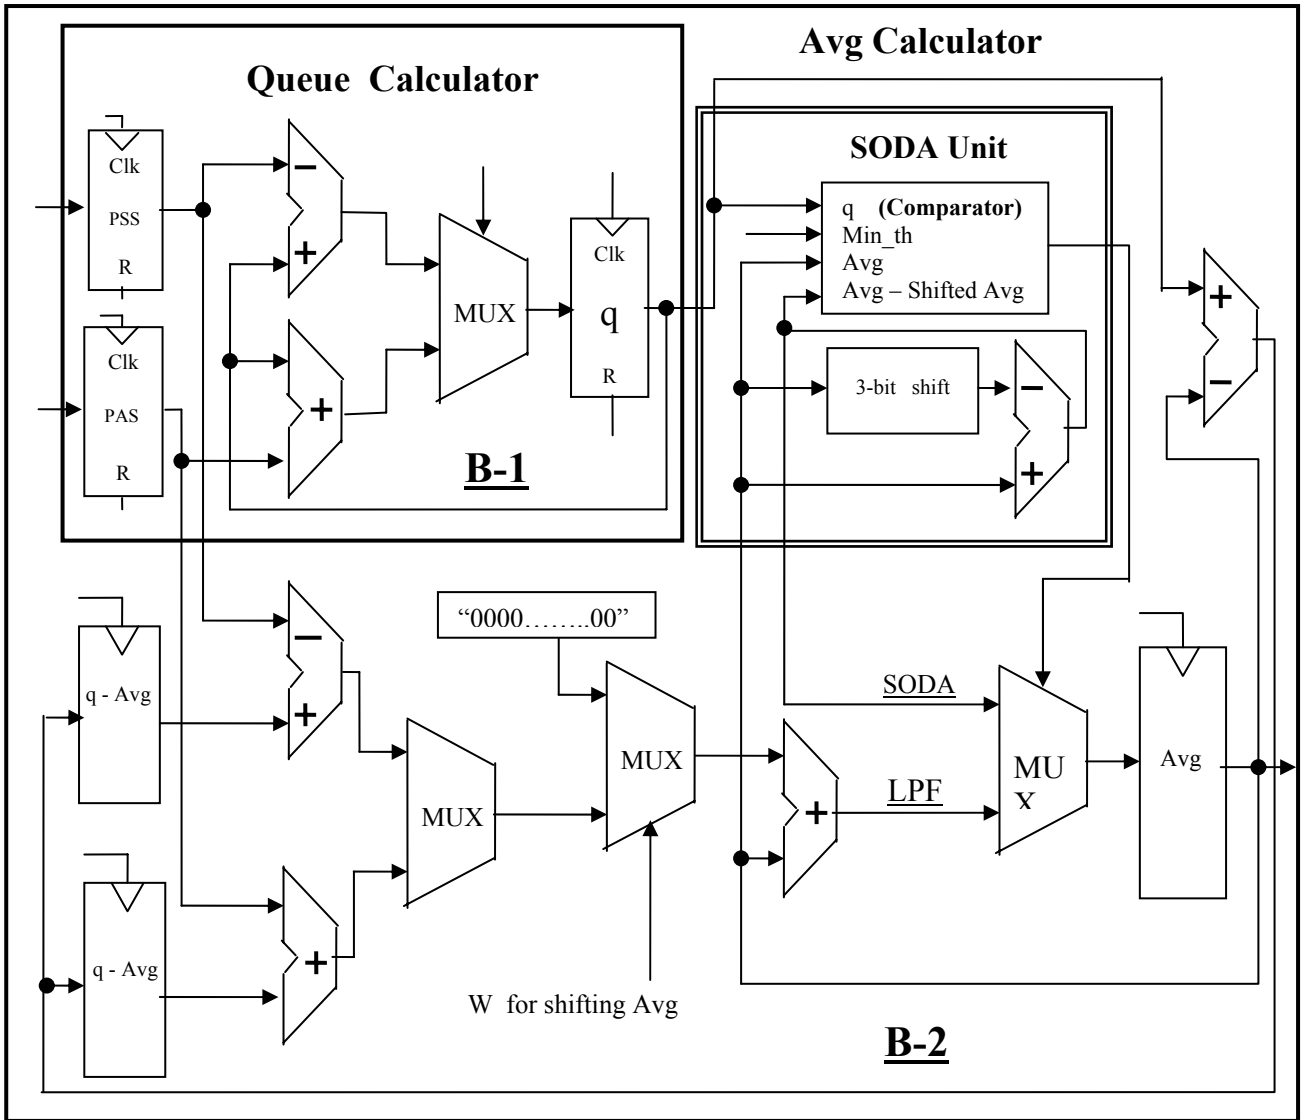 Avg Calculator
Queue Calculator
SODA Unit
Clk
PSS
R
q (Comparator)
Min_th
Avg
Avg – Shifted Avg
−
+
MUX
Clk
q
R
+
−
Clk
PAS
R
+
3-bit shift
−
+
B-1
“0000……..00”
q - Avg
−
+
MUX
MUX
SODA
LPF
+
MU
X
Avg
q - Avg
+
W for shifting Avg
B-2